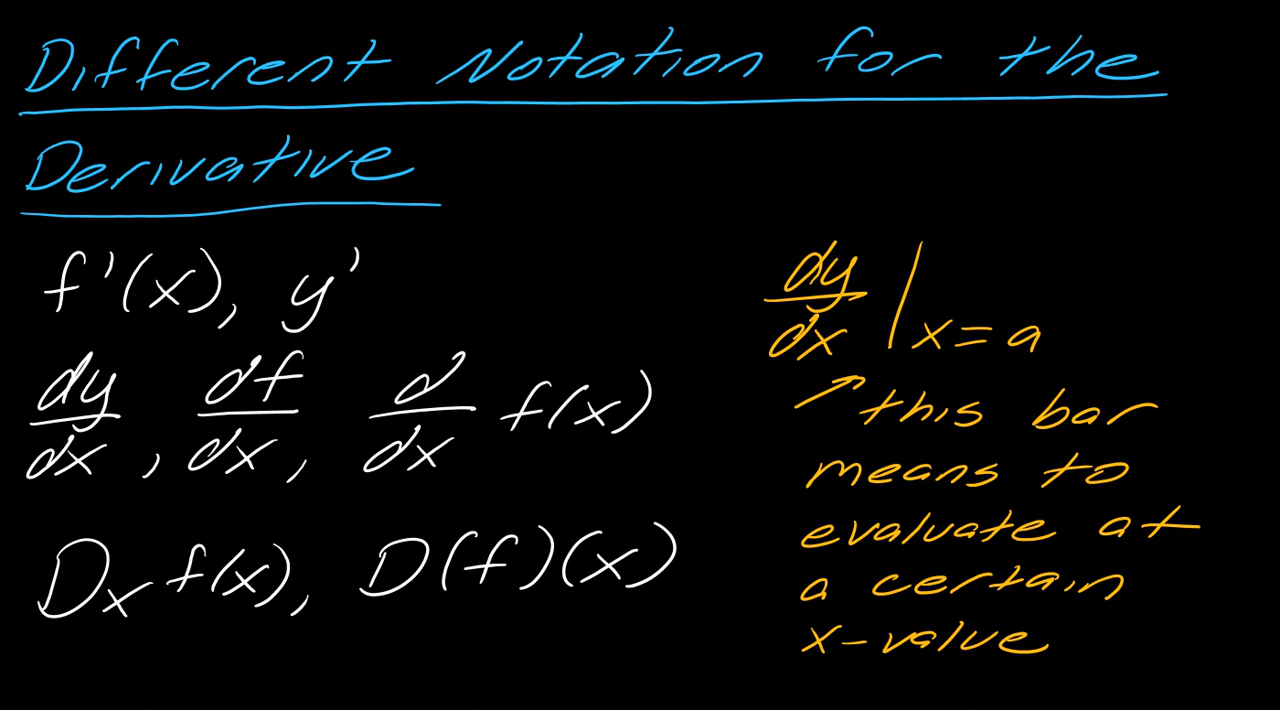 Different Notation for the
Derivative
f'(x), y'
dy/dx, df/dx, d/dx f(x)
D_x f(x), D(f)(x)
dy/dx |x=a
this bar
means to
evaluate at
a certain
x-value